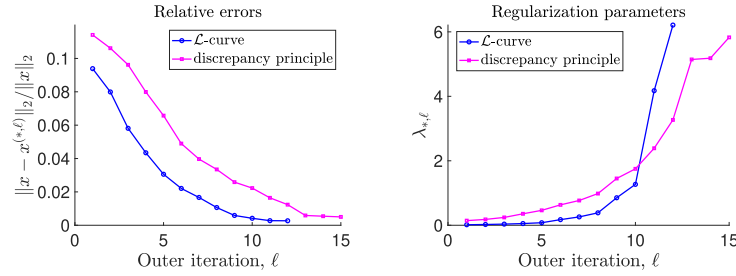 Relative errors
‖x − x^(∗,ℓ)‖₂/‖x‖₂
0.1
0.08
0.06
0.04
0.02
0
ℒ-curve
discrepancy principle
0 5 10 15
Outer iteration, ℓ
Regularization parameters
λ∗,ℓ
6
4
2
0
ℒ-curve
discrepancy principle
0 5 10 15
Outer iteration, ℓ